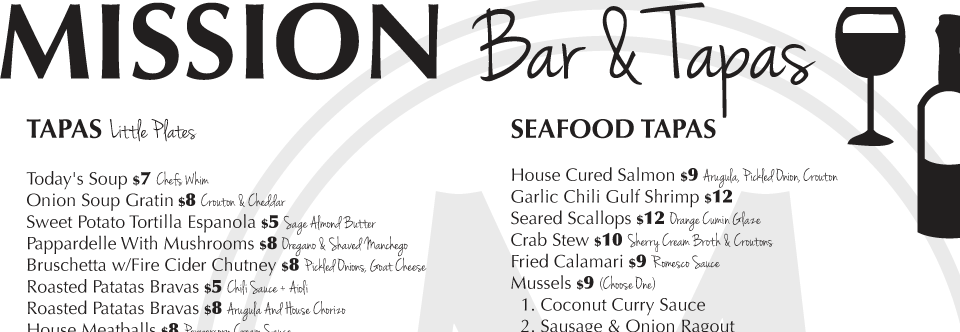 MISSION Bar & Tapas
TAPAS Little Plates
Today's Soup $7 Chefs Whim
Onion Soup Gratin $8 Crouton & Cheddar
Sweet Potato Tortilla Espanola $5 Sage Almond Butter
Pappardelle With Mushrooms $8 Oregano & Shaved Manchego
Bruschetta w/Fire Cider Chutney $8 Pickled Onions, Goat Cheese
Roasted Patatas Bravas $5 Chili Sauce + Aioli
Roasted Patatas Bravas $8 Arugula And House Chorizo
House Meatballs $8
SEAFOOD TAPAS
House Cured Salmon $9 Arugula, Pickled Onion, Crouton
Garlic Chili Gulf Shrimp $12
Seared Scallops $12 Orange Cumin Glaze
Crab Stew $10 Sherry Cream Broth & Croutons
Fried Calamari $9 Romesco Sauce
Mussels $9 (Choose One)
1. Coconut Curry Sauce
2. Sausage & Onion Ragout